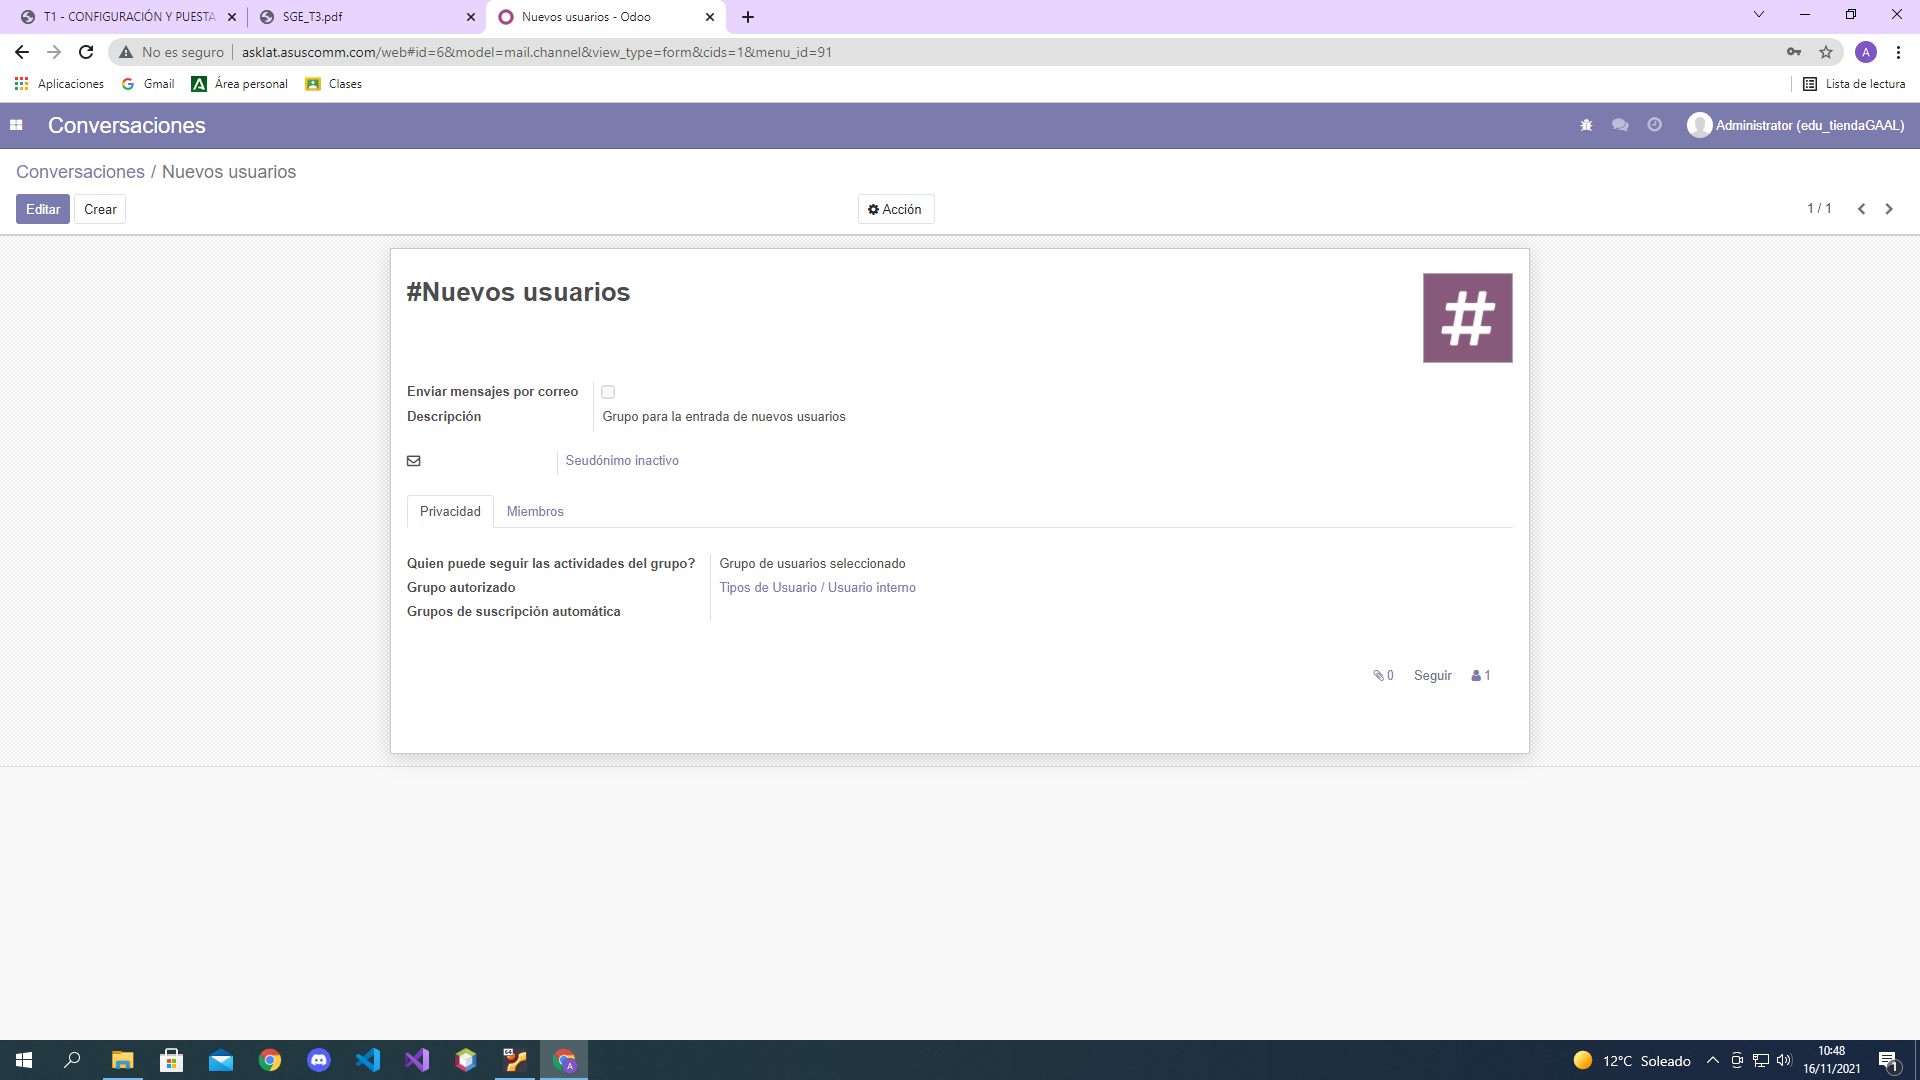 T1 - CONFIGURACIÓN Y PUESTA
SGE_T3.pdf
Nuevos usuarios - Odoo
No es seguro
asklat.asuscomm.com/web#id=6&model=mail.channel&view_type=form&cids=1&menu_id=91
A
Aplicaciones
Gmail
Área personal
Clases
Lista de lectura
Conversaciones
Administrator (edu_tiendaGAAL)
Conversaciones / Nuevos usuarios
Editar
Crear
Acción
1 / 1
#Nuevos usuarios
#
Enviar mensajes por correo
Descripción Grupo para la entrada de nuevos usuarios
Seudónimo inactivo
Privacidad
Miembros
Quien puede seguir las actividades del grupo? Grupo de usuarios seleccionado
Grupo autorizado Tipos de Usuario / Usuario interno
Grupos de suscripción automática
0
Seguir
1
12°C Soleado
10:48
16/11/2021
1